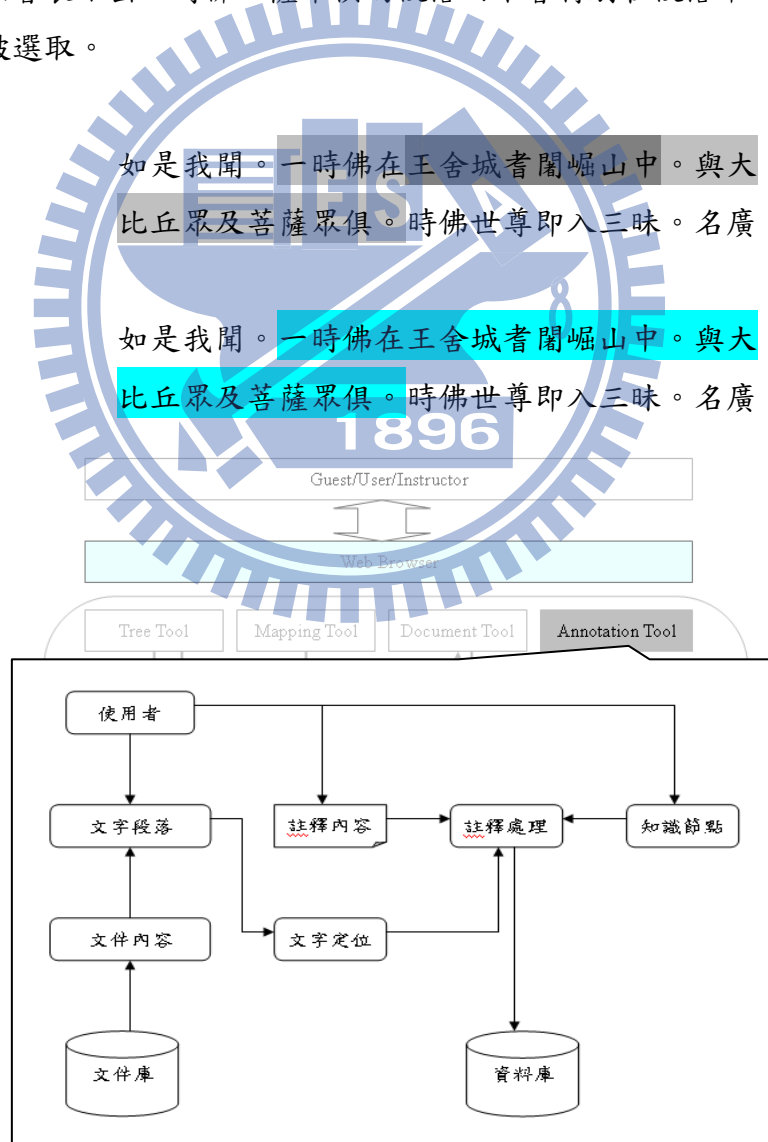 被選取。
如是我聞。一時佛在王舍城耆闍崛山中。與大
比丘眾及菩薩眾俱。時佛世尊即入三昧。名廣
如是我聞。一時佛在王舍城耆闍崛山中。與大
比丘眾及菩薩眾俱。時佛世尊即入三昧。名廣
ES A
8
1896
Guest/User/Instructor
Web Browser
Tree Tool Mapping Tool Document Tool Annotation Tool
使用者
文字段落 註釋內容 註釋處理 知識節點
文件內容 文字定位
文件庫 資料庫